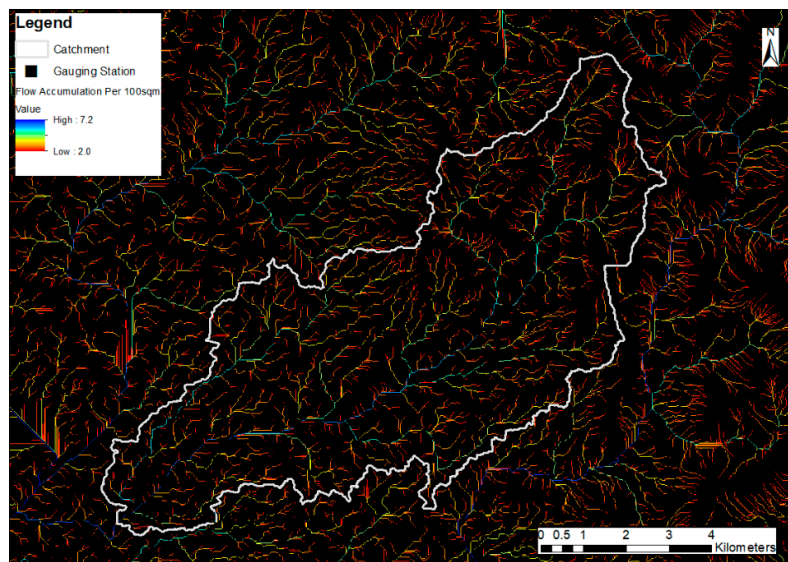 Legend
Catchment
Gauging Station
Flow Accumulation Per 100sqm
Value
High : 7.2
Low : 2.0
N
0 0.5 1 2 3 4
Kilometers